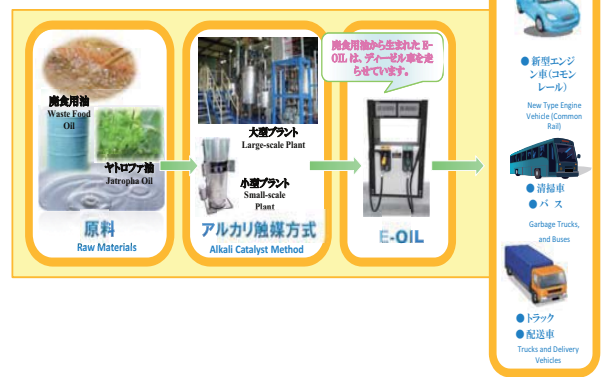 廃食用油
Waste Food
Oil
ヤトロファ油
Jatropha Oil
原料
Raw Materials
大型プラント
Large-scale Plant
小型プラント
Small-scale
Plant
アルカリ触媒方式
Alkali Catalyst Method
廃食用油から生まれた E-
OIL は、ディーゼル車を走
らせています。
E-OIL
●新型エンジ
ン車（コモン
レール）
New Type Engine
Vehicle (Common
Rail)
●清掃車
●バ ス
Garbage Trucks,
and Buses
●トラック
●配送車
Trucks and Delivery
Vehicles